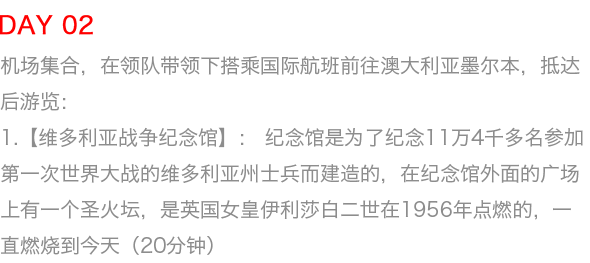 DAY 02
机场集合，在领队带领下搭乘国际航班前往澳大利亚墨尔本，抵达
后游览：
1.【维多利亚战争纪念馆】： 纪念馆是为了纪念11万4千多名参加
第一次世界大战的维多利亚州士兵而建造的，在纪念馆外面的广场
上有一个圣火坛，是英国女皇伊利莎白二世在1956年点燃的，一
直燃烧到今天（20分钟）